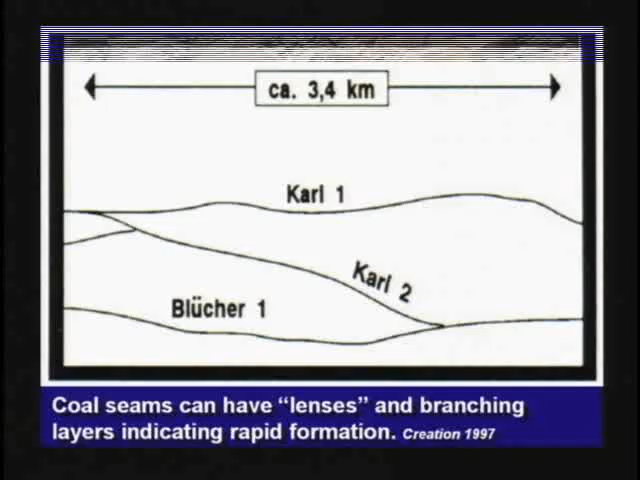 ca. 3,4 km
Karl 1
Karl 2
Blücher 1
Coal seams can have “lenses” and branching
layers indicating rapid formation. Creation 1997